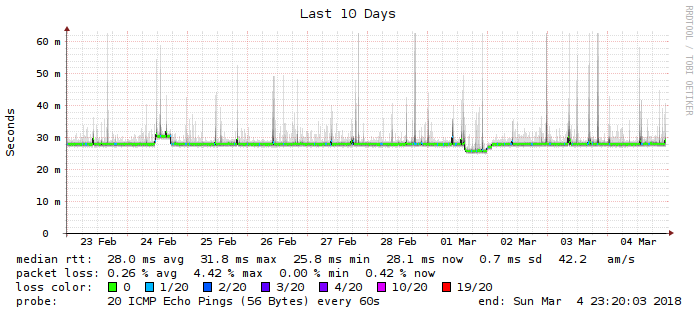 Last 10 Days
RRDTOOL / TOBI OETIKER
Seconds
60 m
50 m
40 m
30 m
20 m
10 m
0
23 Feb 24 Feb 25 Feb 26 Feb 27 Feb 28 Feb 01 Mar 02 Mar 03 Mar 04 Mar
median rtt: 28.0 ms avg 31.8 ms max 25.8 ms min 28.1 ms now 0.7 ms sd 42.2 am/s
packet loss: 0.26 % avg 4.42 % max 0.00 % min 0.42 % now
loss color: 0 1/20 2/20 3/20 4/20 10/20 19/20
probe: 20 ICMP Echo Pings (56 Bytes) every 60s end: Sun Mar 4 23:20:03 2018